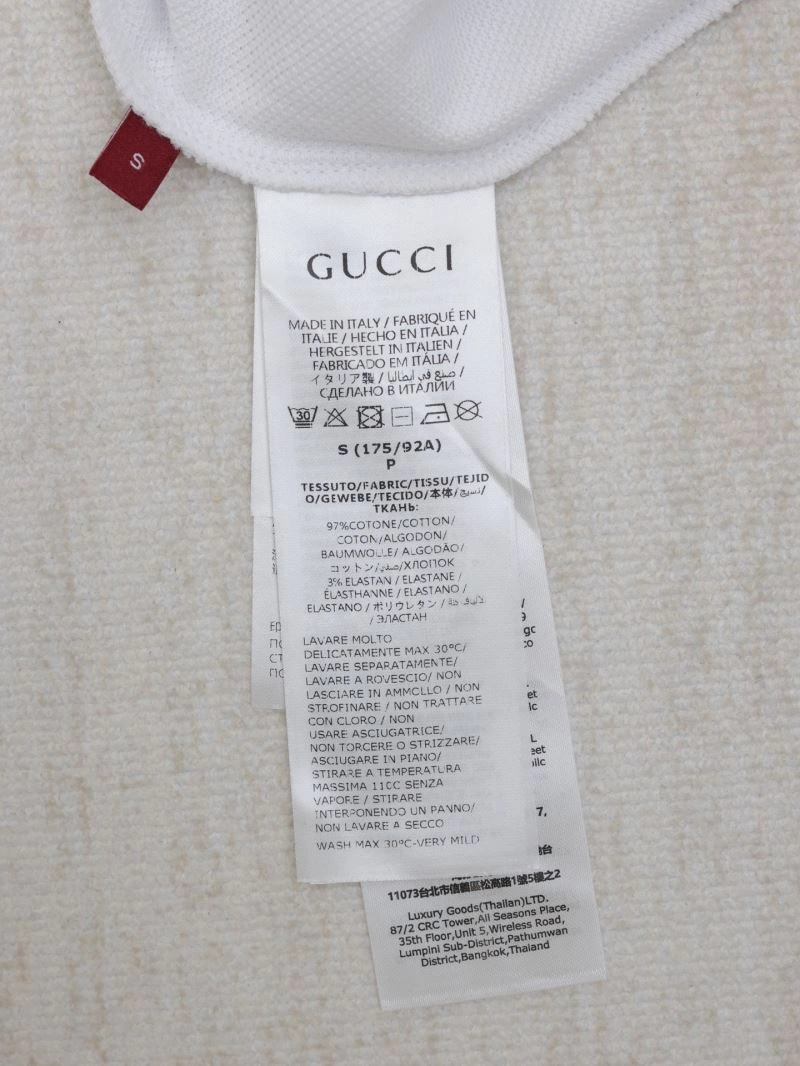 S
GUCCI
MADE IN ITALY / FABRIQUÉ EN
ITALIE / HECHO EN ITALIA /
HERGESTELT IN ITALIEN /
FABRICADO EM ITÁLIA /
イタリア製 / صنع في ايطاليا /
СДЕЛАНО В ИТАЛИИ
30
S (175/92A)
P
TESSUTO/FABRIC/TISSU/TEJID
O/GEWEBE/TECIDO/本体/نسيج/
ТКАНЬ:
97%COTONE/COTTON/
COTON/ALGODON/
BAUMWOLLE/ ALGODÃO/
コットン/صفي/ХЛОПОК
3% ELASTAN / ELASTANE /
ÉLASTHANNE / ELASTANO /
ELASTANO / ポリウレタン /
/ ЭЛАСТАН
LAVARE MOLTO
DELICATAMENTE MAX 30°C/
LAVARE SEPARATAMENTE/
LAVARE A ROVESCIO/ NON
LASCIARE IN AMMOLLO / NON
STROFINARE / NON TRATTARE
CON CLORO / NON
USARE ASCIUGATRICE/
NON TORCERE O STRIZZARE/
ASCIUGARE IN PIANO/
STIRARE A TEMPERATURA
MASSIMA 110C SENZA
VAPORE / STIRARE
INTERPONENDO UN PANNO/
NON LAVARE A SECCO
WASH MAX 30°C-VERY MILD
11073台北市信義區松高路1號5樓之2
Luxury Goods(Thailan)LTD.
87/2 CRC Tower,All Seasons Place,
35th Floor,Unit 5,Wireless Road,
Lumpini Sub-District,Pathumwan
District,Bangkok,Thaiand